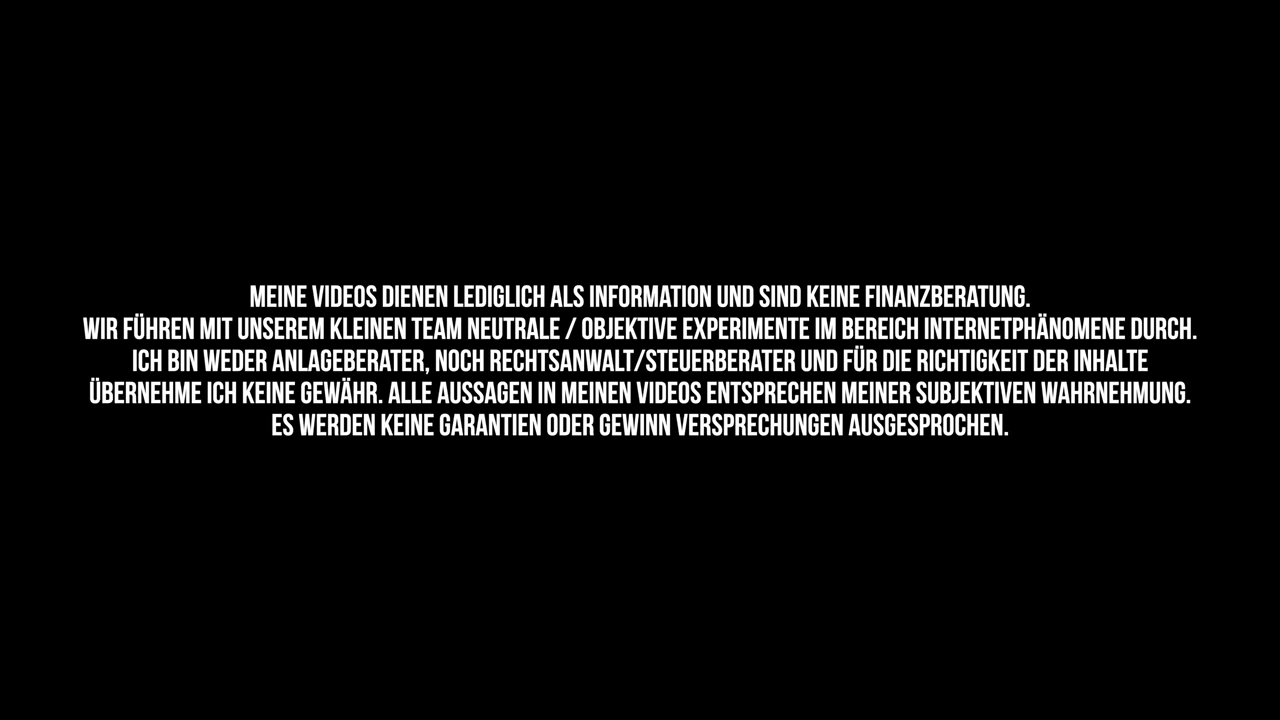 MEINE VIDEOS DIENEN LEDIGLICH ALS INFORMATION UND SIND KEINE FINANZBERATUNG.
WIR FÜHREN MIT UNSEREM KLEINEN TEAM NEUTRALE / OBJEKTIVE EXPERIMENTE IM BEREICH INTERNETPHÄNOMENE DURCH.
ICH BIN WEDER ANLAGEBERATER, NOCH RECHTSANWALT/STEUERBERATER UND FÜR DIE RICHTIGKEIT DER INHALTE
ÜBERNEHME ICH KEINE GEWÄHR. ALLE AUSSAGEN IN MEINEN VIDEOS ENTSPRECHEN MEINER SUBJEKTIVEN WAHRNEHMUNG.
ES WERDEN KEINE GARANTIEN ODER GEWINN VERSPRECHUNGEN AUSGESPROCHEN.